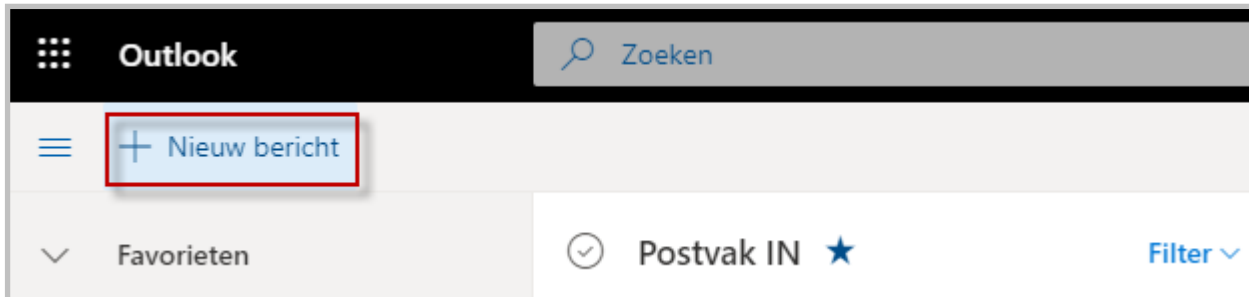 Outlook
Zoeken
Nieuw bericht
Favorieten
Postvak IN
Filter